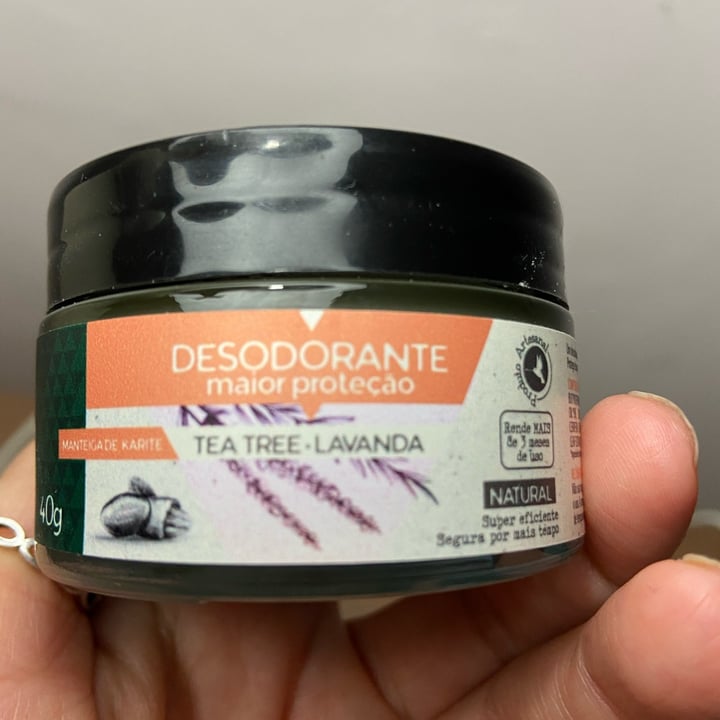 DESODORANTE
maior proteção
MANTEIGA DE KARITE
TEA TREE • LAVANDA
40g
Produto Artesanal
Rende MAIS
de 3 meses
de uso
NATURAL
Super eficiente
Segura por mais tempo